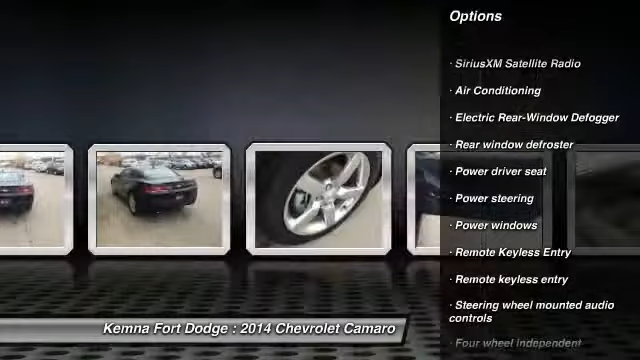 Options
· SiriusXM Satellite Radio
· Air Conditioning
· Electric Rear-Window Defogger
· Rear window defroster
· Power driver seat
· Power steering
· Power windows
· Remote Keyless Entry
· Remote keyless entry
· Steering wheel mounted audio
controls
· Four wheel independent
Kemna Fort Dodge : 2014 Chevrolet Camaro